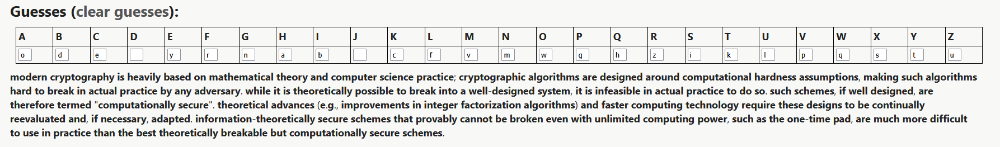 Guesses (clear guesses):
A B C D E F G H I J K L M N O P Q R S T U V W X Y Z
o d e y r n a b c f v m w g h z i k l p q s t u
modern cryptography is heavily based on mathematical theory and computer science practice; cryptographic algorithms are designed around computational hardness assumptions, making such algorithms
hard to break in actual practice by any adversary. while it is theoretically possible to break into a well-designed system, it is infeasible in actual practice to do so. such schemes, if well designed, are
therefore termed "computationally secure". theoretical advances (e.g., improvements in integer factorization algorithms) and faster computing technology require these designs to be continually
reevaluated and, if necessary, adapted. information-theoretically secure schemes that provably cannot be broken even with unlimited computing power, such as the one-time pad, are much more difficult
to use in practice than the best theoretically breakable but computationally secure schemes.